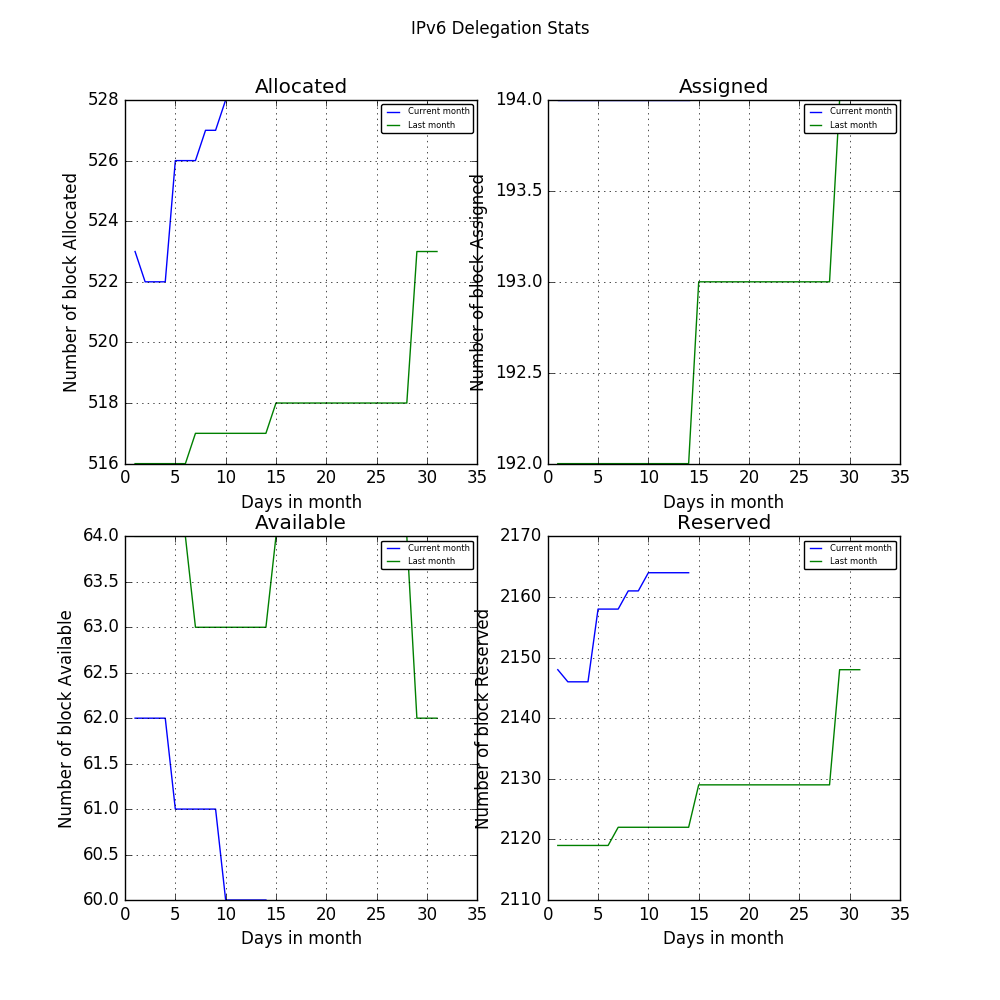 IPv6 Delegation Stats
Allocated
Number of block Allocated
528
526
524
522
520
518
516
Current month
Last month
0 5 10 15 20 25 30 35
Days in month
Assigned
Number of block Assigned
194.0
193.5
193.0
192.5
192.0
Current month
Last month
0 5 10 15 20 25 30 35
Days in month
Available
Number of block Available
64.0
63.5
63.0
62.5
62.0
61.5
61.0
60.5
60.0
Current month
Last month
0 5 10 15 20 25 30 35
Days in month
Reserved
Number of block Reserved
2170
2160
2150
2140
2130
2120
2110
Current month
Last month
0 5 10 15 20 25 30 35
Days in month